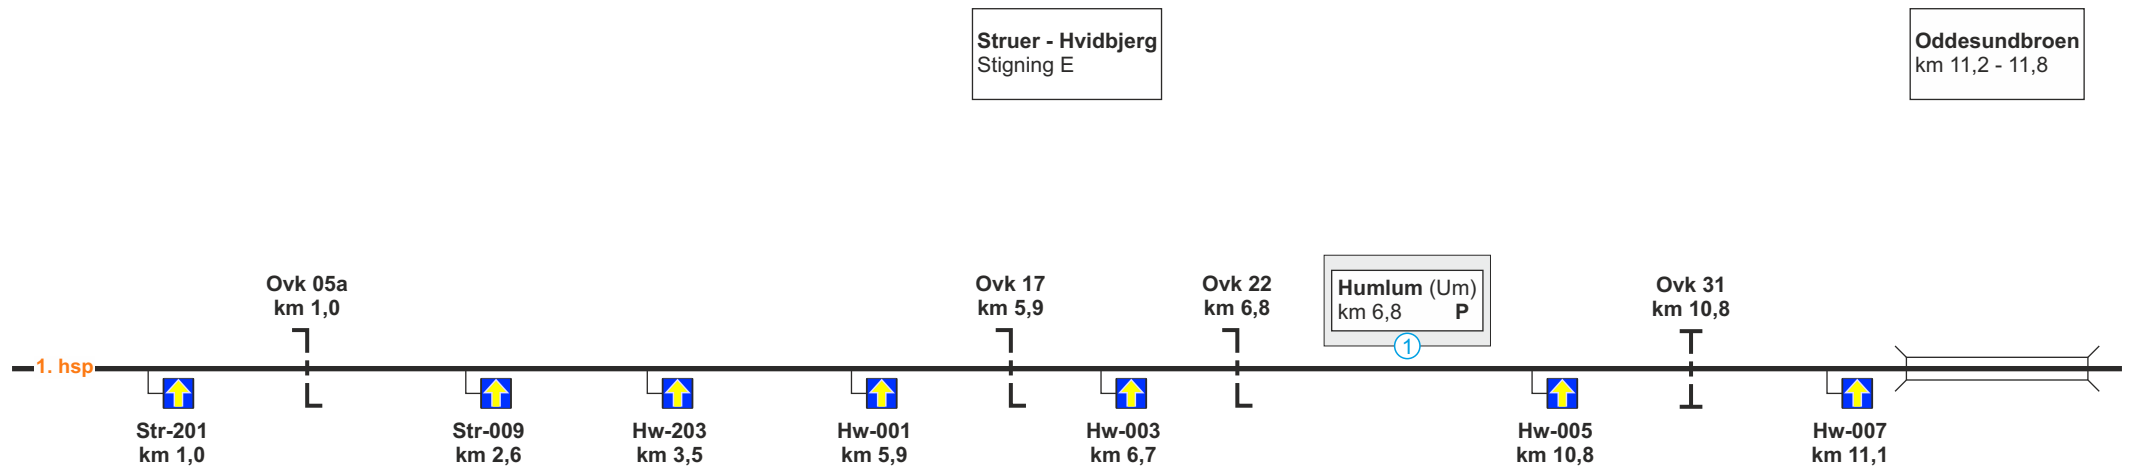 Struer - Hvidbjerg
Stigning E
Oddesundbroen
km 11,2 - 11,8
Ovk 05a
km 1,0
Ovk 17
km 5,9
Ovk 22
km 6,8
Humlum (Um)
km 6,8 P
1
Ovk 31
km 10,8
1. hsp
Str-201
km 1,0
Str-009
km 2,6
Hw-203
km 3,5
Hw-001
km 5,9
Hw-003
km 6,7
Hw-005
km 10,8
Hw-007
km 11,1